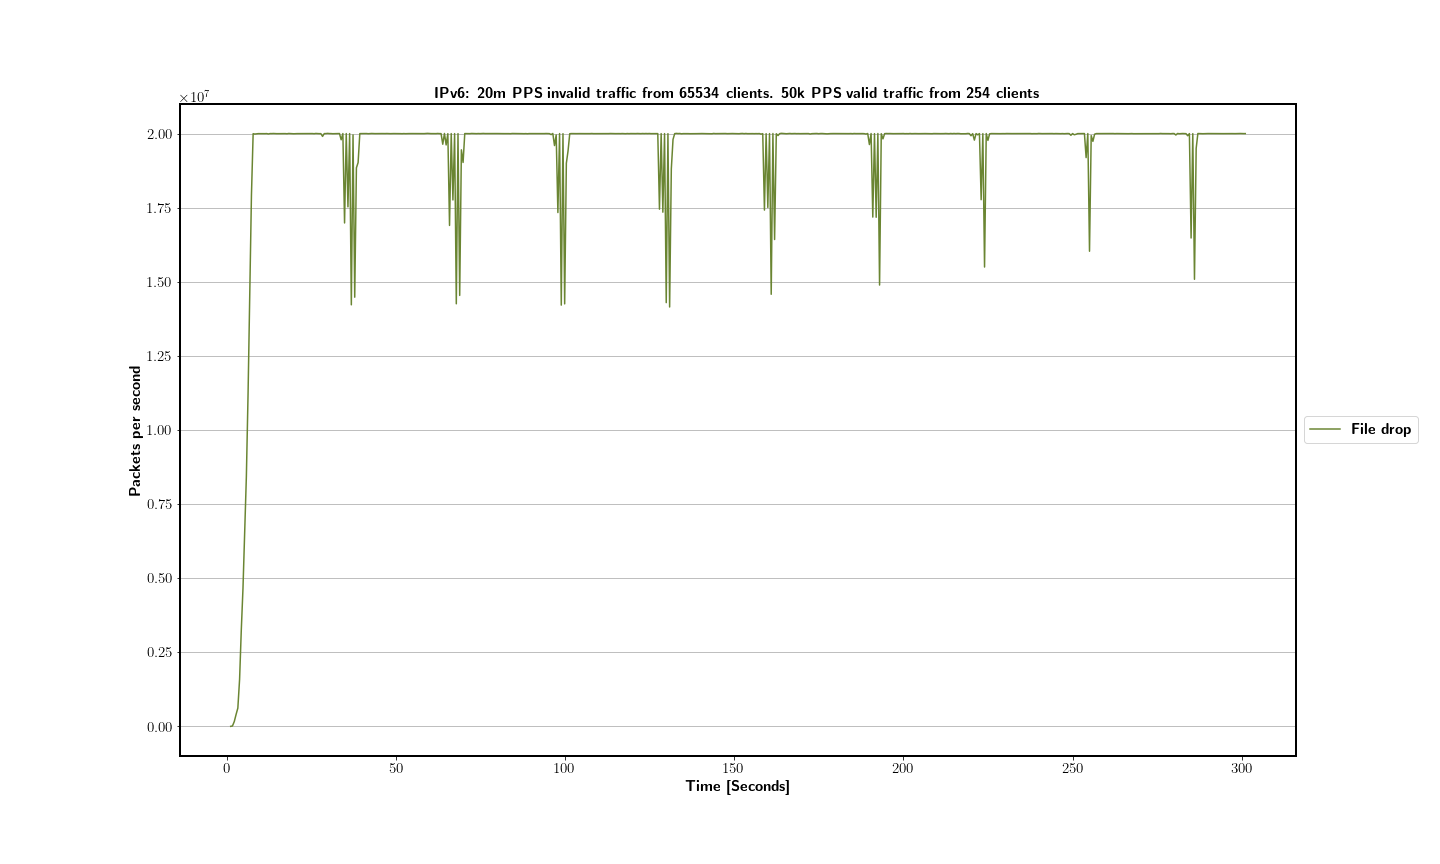 IPv6: 20m PPS invalid traffic from 65534 clients. 50k PPS valid traffic from 254 clients
×10⁷
2.00
1.75
1.50
1.25
1.00
0.75
0.50
0.25
0.00
Packets per second
File drop
0 50 100 150 200 250 300
Time [Seconds]